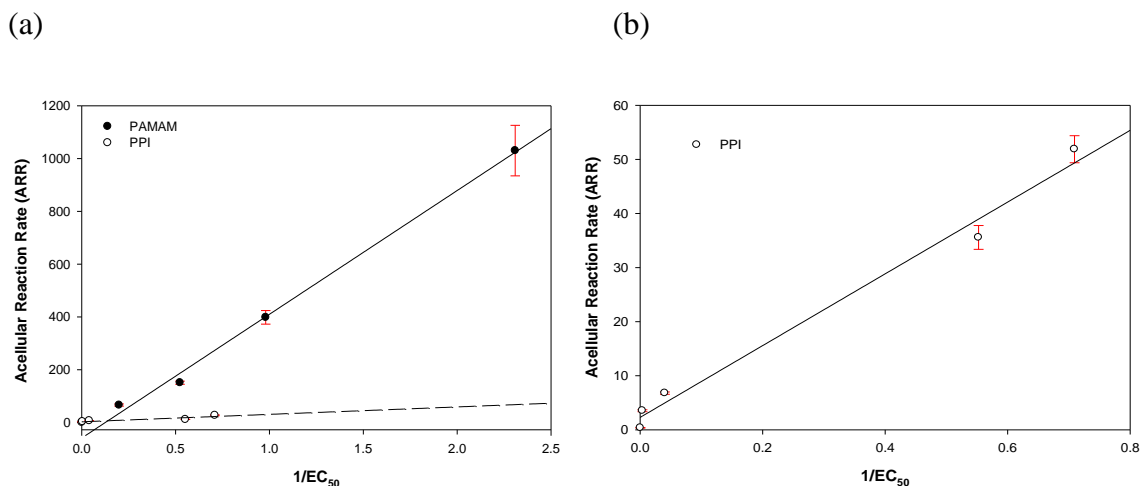 (a)
(b)
Acellular Reaction Rate (ARR)
1200
1000
800
600
400
200
0
PAMAM
PPI
0.0 0.5 1.0 1.5 2.0 2.5
1/EC50
Acellular Reaction Rate (ARR)
60
50
40
30
20
10
0
PPI
0.0 0.2 0.4 0.6 0.8
1/EC50